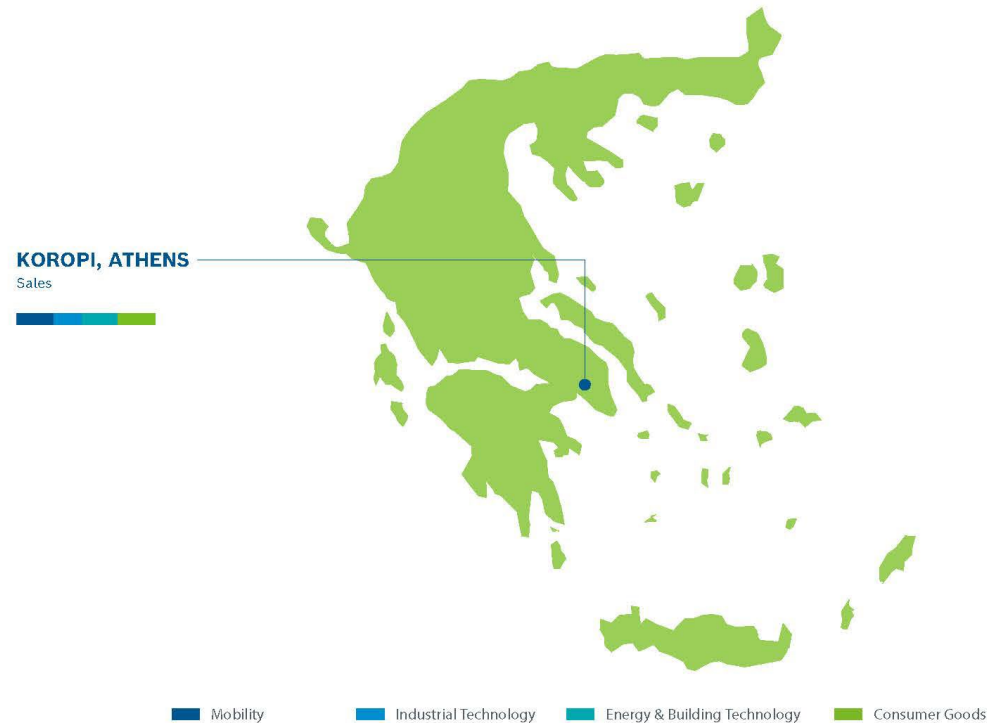 KOROPI, ATHENS
Sales
Mobility
Industrial Technology
Energy & Building Technology
Consumer Goods